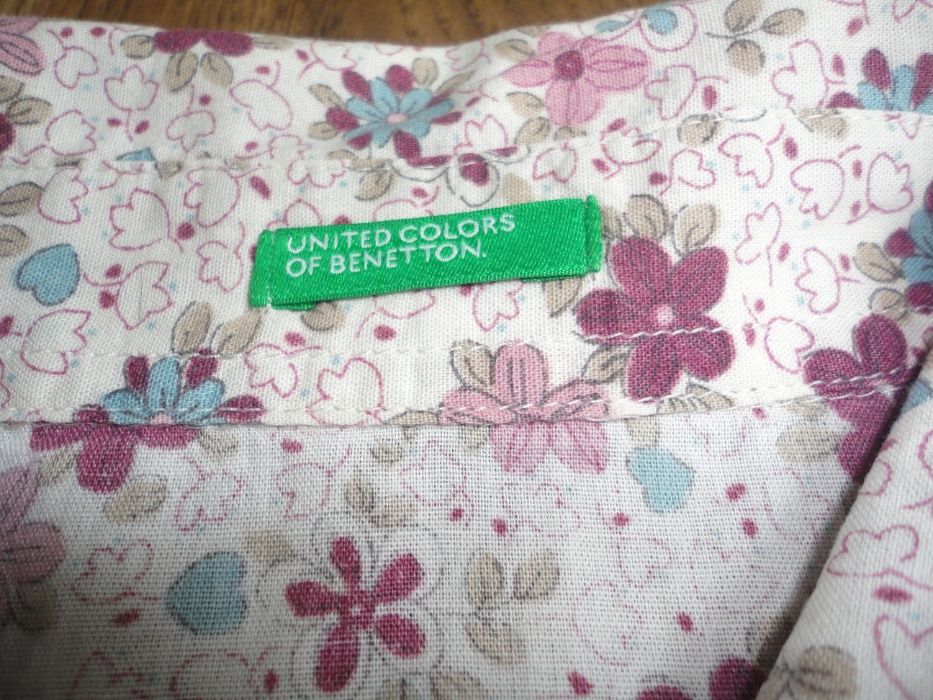 UNITED COLORS
OF BENETTON.